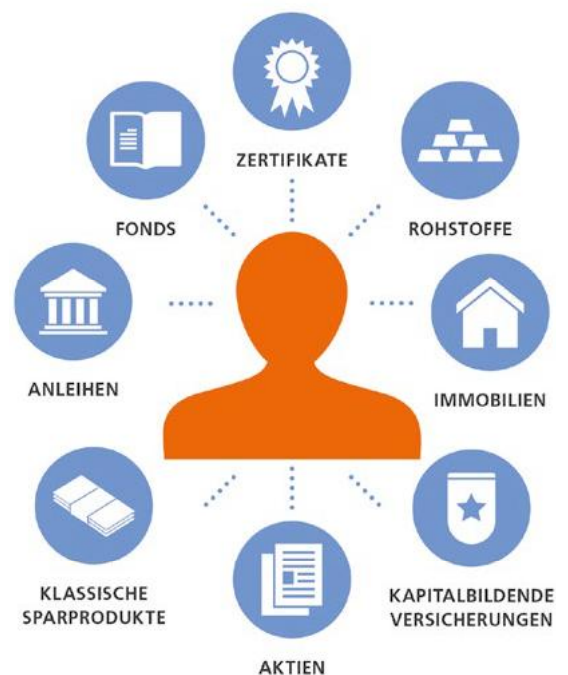 ZERTIFIKATE
FONDS
ROHSTOFFE
ANLEIHEN
IMMOBILIEN
KLASSISCHE
SPARPRODUKTE
KAPITALBILDENDE
VERSICHERUNGEN
AKTIEN